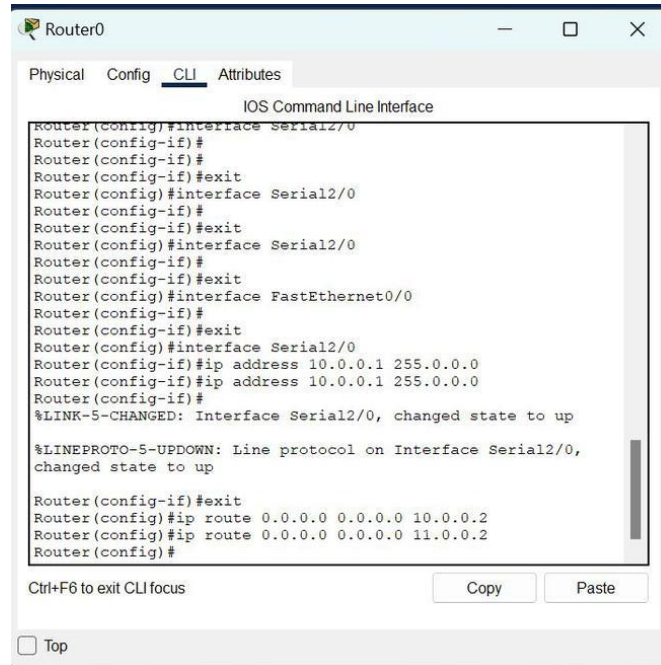 Router0
Physical Config CLI Attributes
IOS Command Line Interface
Router(config)#interface Serial2/0
Router(config-if)#
Router(config-if)#
Router(config-if)#exit
Router(config)#interface Serial2/0
Router(config-if)#
Router(config-if)#exit
Router(config)#interface Serial2/0
Router(config-if)#
Router(config-if)#exit
Router(config)#interface FastEthernet0/0
Router(config-if)#
Router(config-if)#exit
Router(config)#interface Serial2/0
Router(config-if)#ip address 10.0.0.1 255.0.0.0
Router(config-if)#ip address 10.0.0.1 255.0.0.0
Router(config-if)#
%LINK-5-CHANGED: Interface Serial2/0, changed state to up
%LINEPROTO-5-UPDOWN: Line protocol on Interface Serial2/0,
changed state to up
Router(config-if)#exit
Router(config)#ip route 0.0.0.0 0.0.0.0 10.0.0.2
Router(config)#ip route 0.0.0.0 0.0.0.0 11.0.0.2
Router(config)#
Ctrl+F6 to exit CLI focus
Copy
Paste
Top